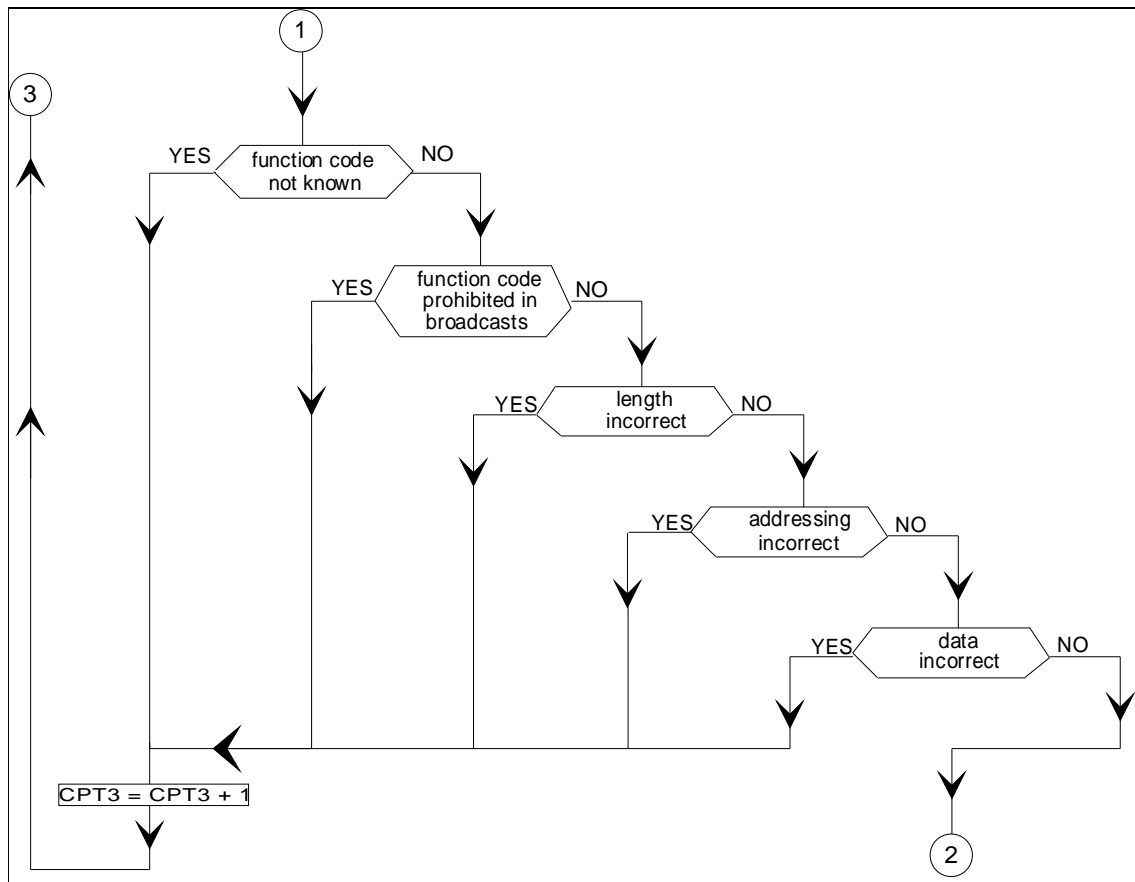 1
3
YES
function code
not known
NO
YES
function code
prohibited in
broadcasts
NO
YES
length
incorrect
NO
YES
addressing
incorrect
NO
YES
data
incorrect
NO
CPT3 = CPT3 + 1
2